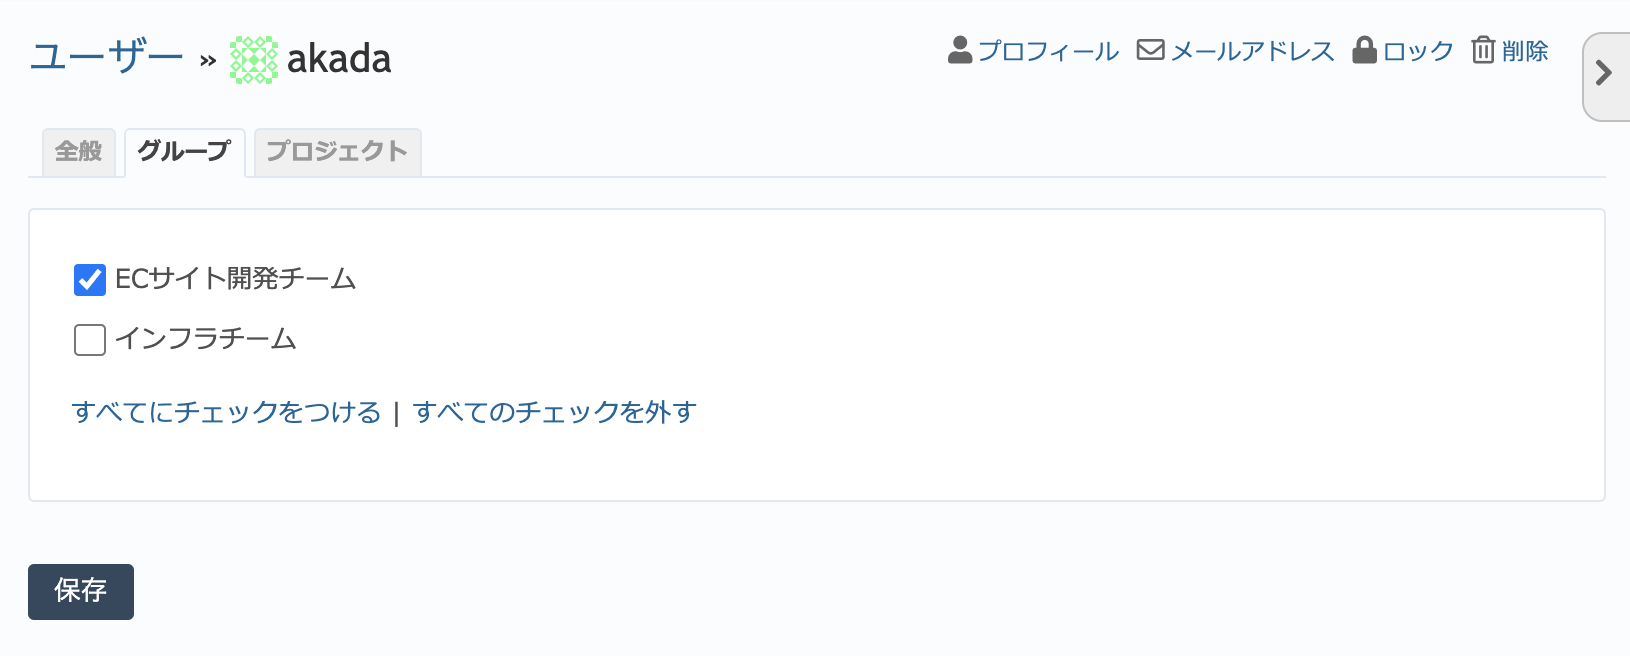 ユーザー » akada
プロフィール メールアドレス ロック 削除
全般 グループ プロジェクト
ECサイト開発チーム
インフラチーム
すべてにチェックをつける | すべてのチェックを外す
保存